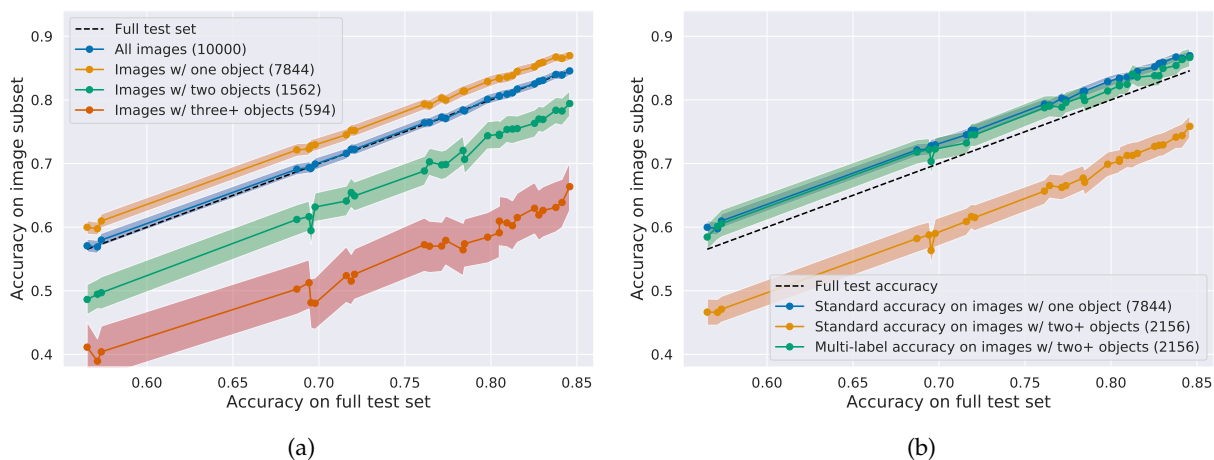 Full test set
All images (10000)
Images w/ one object (7844)
Images w/ two objects (1562)
Images w/ three+ objects (594)
Accuracy on image subset
0.9
0.8
0.7
0.6
0.5
0.4
0.60 0.65 0.70 0.75 0.80 0.85
Accuracy on full test set
(a)
Accuracy on image subset
0.9
0.8
0.7
0.6
0.5
0.4
Full test accuracy
Standard accuracy on images w/ one object (7844)
Standard accuracy on images w/ two+ objects (2156)
Multi-label accuracy on images w/ two+ objects (2156)
0.60 0.65 0.70 0.75 0.80 0.85
Accuracy on full test set
(b)